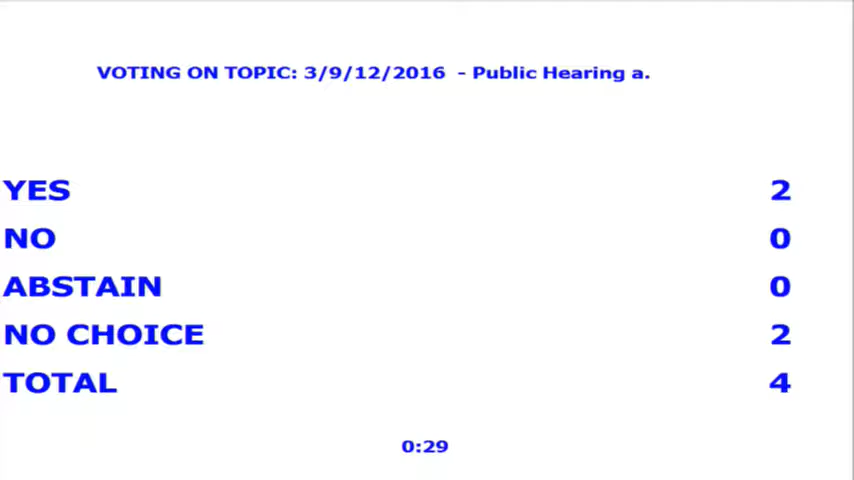 VOTING ON TOPIC: 3/9/12/2016 - Public Hearing a.
YES 2
NO 0
ABSTAIN 0
NO CHOICE 2
TOTAL 4
0:29